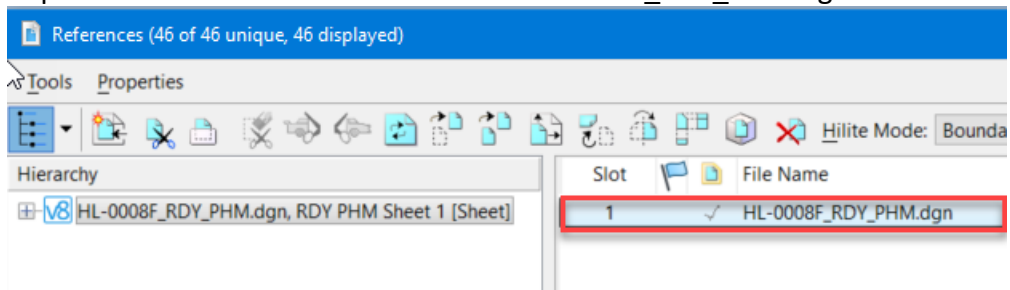 References (46 of 46 unique, 46 displayed)
Tools Properties
Hilite Mode: Bounda
Hierarchy
Slot File Name
V8 HL-0008F_RDY_PHM.dgn, RDY PHM Sheet 1 [Sheet]
1 HL-0008F_RDY_PHM.dgn